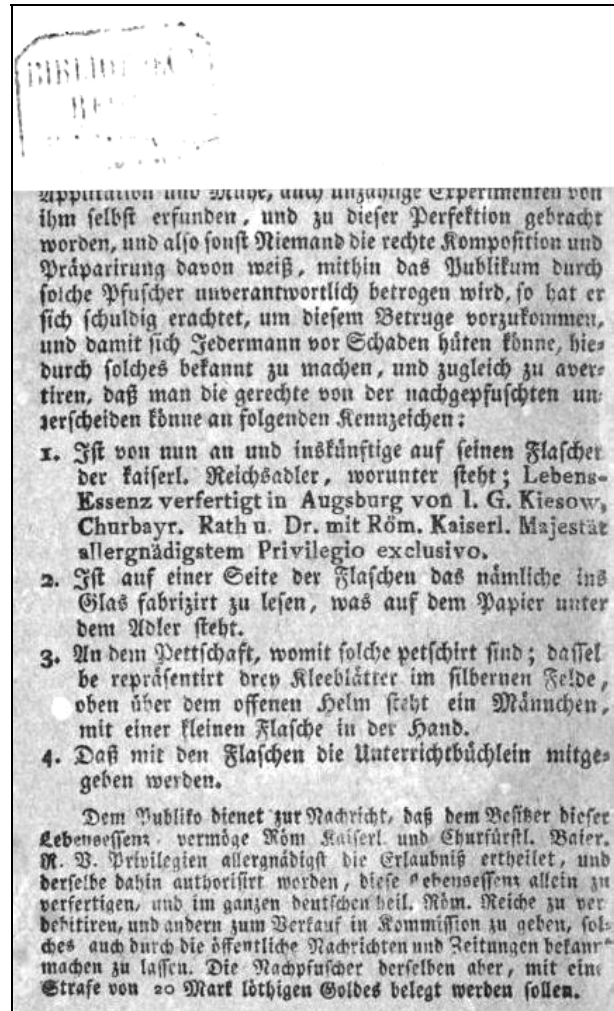 Applikation und Mühe, auch unzählige Experimenten von
ihm selbst erfunden, und zu dieser Perfektion gebracht
worden, und also sonst Niemand die rechte Komposition und
Präparirung davon weiß, mithin das Publikum durch
solche Pfuscher unverantwortlich betrogen wird, so hat er
sich schuldig erachtet, um diesem Betruge vorzukommen,
und damit sich Jedermann vor Schaden hüten könne, hie⸗
durch solches bekannt zu machen, und zugleich zu aver⸗
tiren, daß man die gerechte von der nachgepfuschten un⸗
terscheiden könne an folgenden Kennzeichen:
1. Ist von nun an und inskünftige auf seinen Flaschen
der kaiserl. Reichsadler, worunter steht; Lebens-
Essenz verfertigt in Augsburg von I. G. Kiesow,
Churbayr. Rath u. Dr. mit Röm. Kaiserl. Majestät
allergnädigstem Privilegio exclusivo.
2. Ist auf einer Seite der Flaschen das nämliche ins
Glas fabrizirt zu lesen, was auf dem Papier unter
dem Adler steht.
3. An dem Pettschaft, womit solche petschirt sind; dassel
be repräsentirt drey Kleeblätter im silbernen Felde,
oben über dem offenen Helm steht ein Männchen,
mit einer kleinen Flasche in der Hand.
4. Daß mit den Flaschen die Unterrichtbüchlein mitge⸗
geben werden.
Dem Publiko dienet zur Nachricht, daß dem Besitzer dieser
Lebensessenz vermöge Röm Kaiserl und Churfürstl. Baier.
R. V. Privilegien allergnädigst die Erlaubniß ertheilet, und
derselbe dahin authorisirt worden, diese Lebensessenz allein zu
verfertigen, und im ganzen deutschen heil. Röm. Reiche zu ver
debitiren, und andern zum Verkauf in Kommission zu geben, sol⸗
ches auch durch die öffentliche Nachrichten und Zeitungen bekannt
machen zu lassen. Die Nachpfuscher derselben aber, mit eine
Strafe von 20 Mark löthigen Goldes belegt werden sollen.